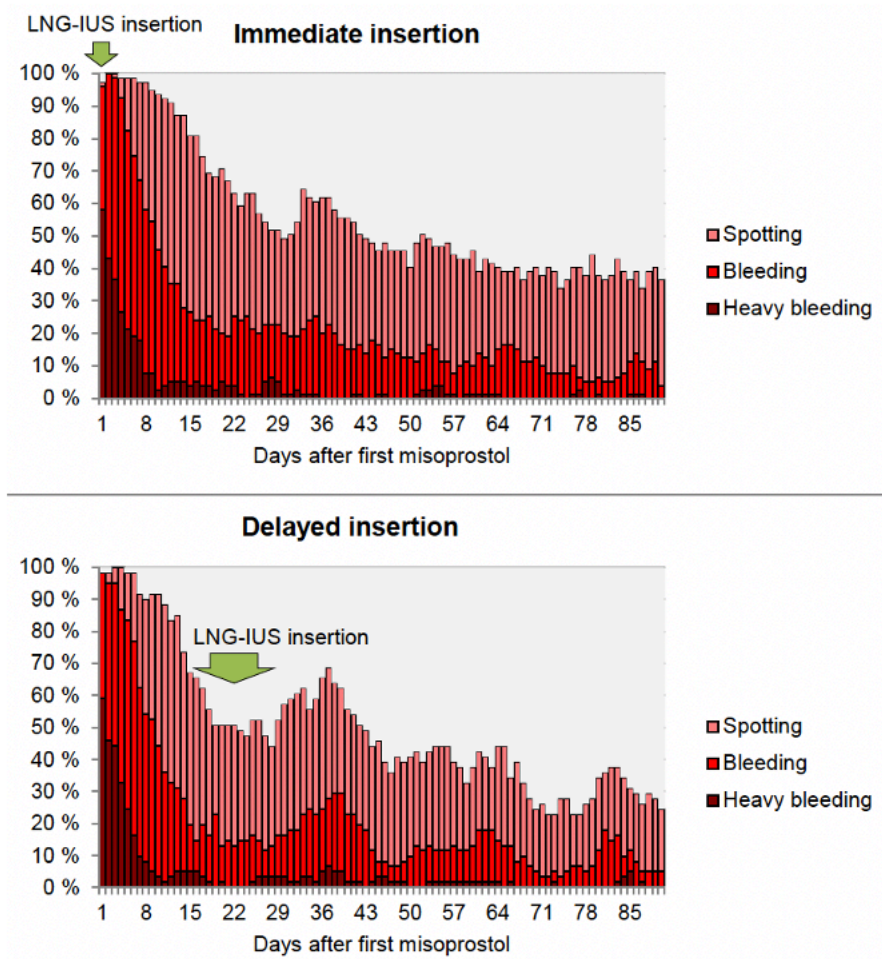 LNG-IUS insertion
Immediate insertion
100 %
90 %
80 %
70 %
60 %
50 %
40 %
30 %
20 %
10 %
0 %
Spotting
Bleeding
Heavy bleeding
1 8 15 22 29 36 43 50 57 64 71 78 85
Days after first misoprostol
Delayed insertion
100 %
90 %
80 %
70 %
60 %
50 %
40 %
30 %
20 %
10 %
0 %
LNG-IUS insertion
Spotting
Bleeding
Heavy bleeding
1 8 15 22 29 36 43 50 57 64 71 78 85
Days after first misoprostol